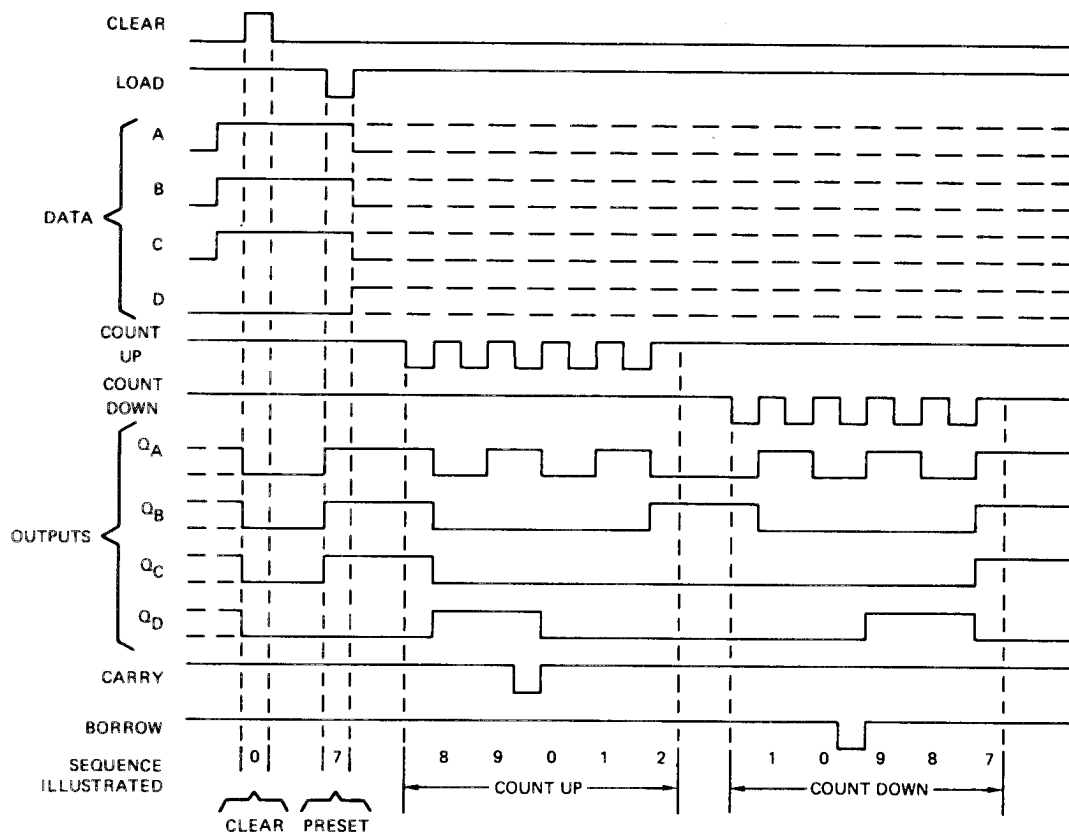 CLEAR
LOAD
DATA
A
B
C
D
COUNT
UP
COUNT
DOWN
OUTPUTS
QA
QB
QC
QD
CARRY
BORROW
SEQUENCE
ILLUSTRATED
0 7 8 9 0 1 2 1 0 9 8 7
COUNT UP COUNT DOWN
CLEAR PRESET